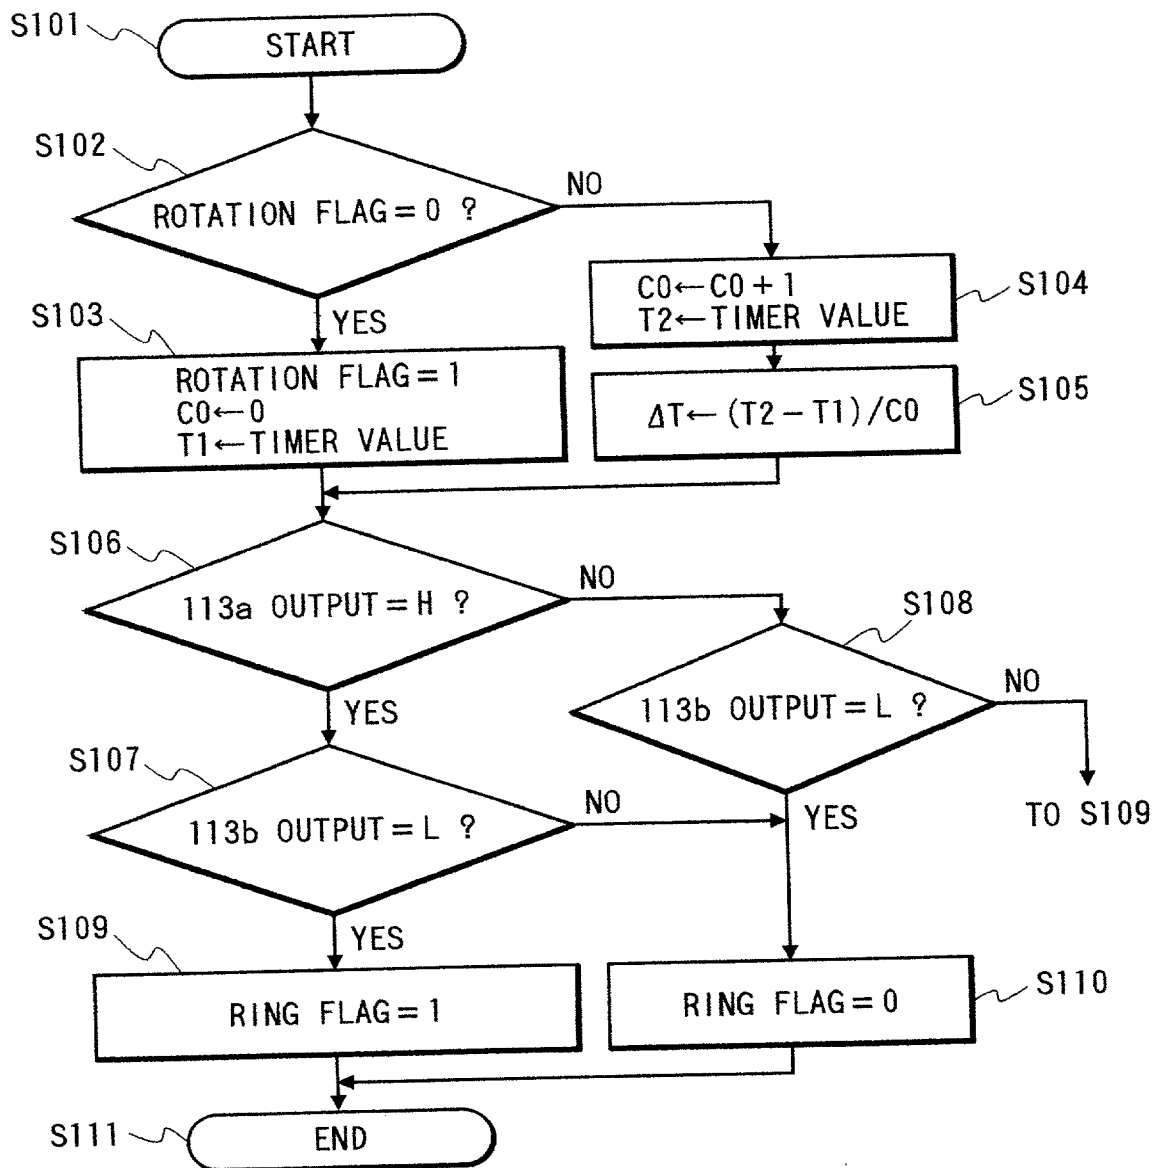 S101
START
S102
ROTATION FLAG=0 ?
NO
YES
S103
ROTATION FLAG=1
C0←0
T1←TIMER VALUE
C0←C0+1
T2←TIMER VALUE
S104
ΔT←(T2−T1)/C0
S105
S106
113a OUTPUT=H ?
NO
YES
S108
113b OUTPUT=L ?
NO
YES
TO S109
S107
113b OUTPUT=L ?
NO
YES
S109
RING FLAG=1
RING FLAG=0
S110
S111
END